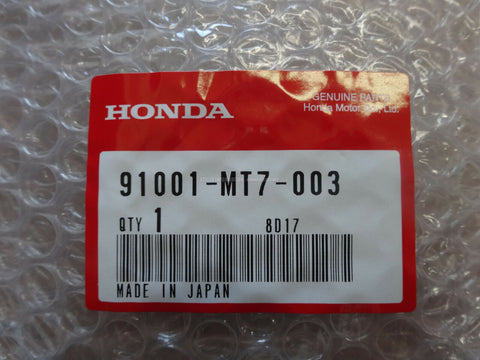 HONDA
GENUINE PARTS
Honda Motor Co., Ltd.
91001-MT7-003
QTY 1 8D17
MADE IN JAPAN